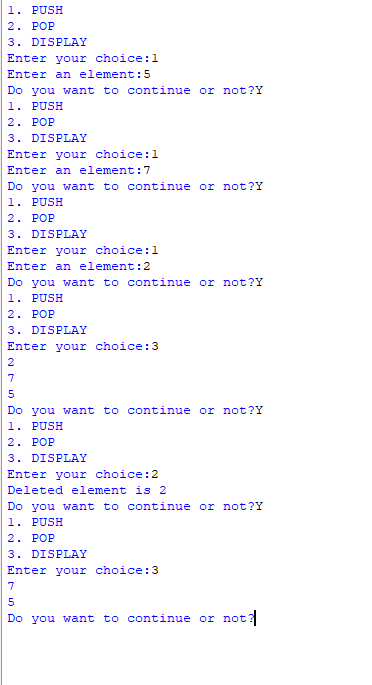 1. PUSH
2. POP
3. DISPLAY
Enter your choice:1
Enter an element:5
Do you want to continue or not?Y
1. PUSH
2. POP
3. DISPLAY
Enter your choice:1
Enter an element:7
Do you want to continue or not?Y
1. PUSH
2. POP
3. DISPLAY
Enter your choice:1
Enter an element:2
Do you want to continue or not?Y
1. PUSH
2. POP
3. DISPLAY
Enter your choice:3
2
7
5
Do you want to continue or not?Y
1. PUSH
2. POP
3. DISPLAY
Enter your choice:2
Deleted element is 2
Do you want to continue or not?Y
1. PUSH
2. POP
3. DISPLAY
Enter your choice:3
7
5
Do you want to continue or not?